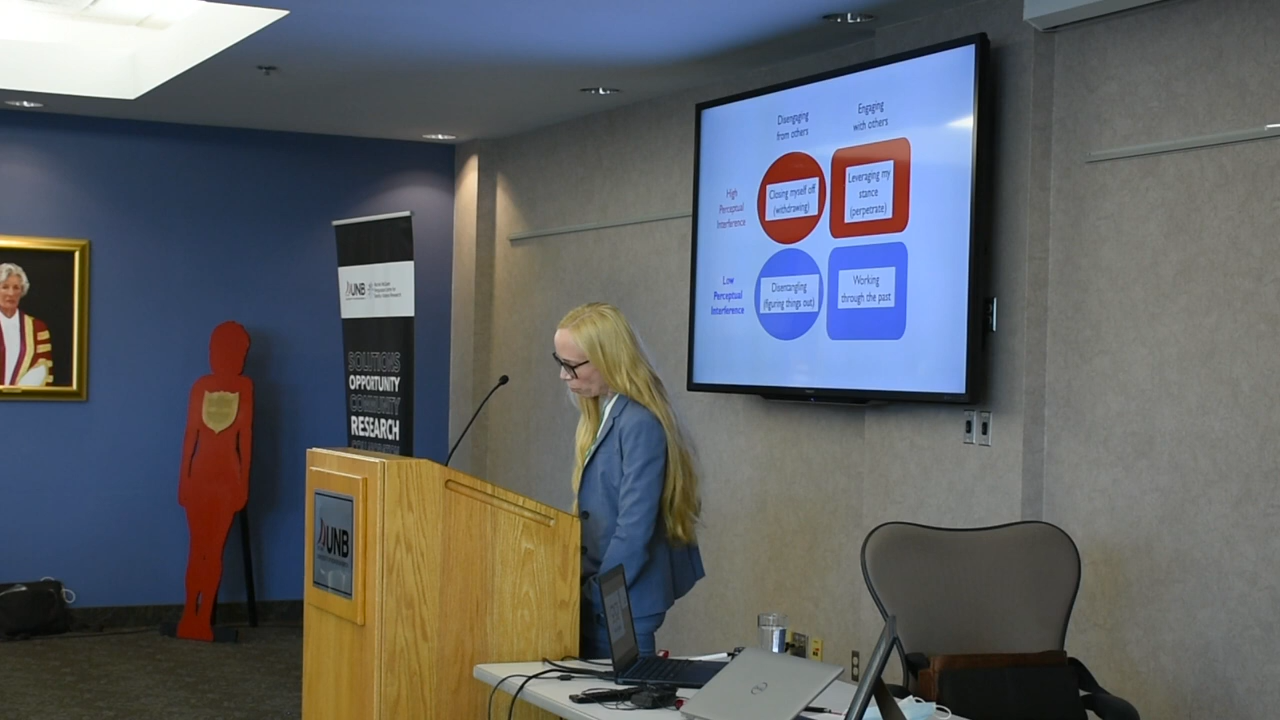 Disengaging
from others
Engaging
with others
High
Perceptual
Interference
Closing myself off
(withdrawing)
Leveraging my
stance
(perpetrate)
Low
Perceptual
Interference
Disentangling
(figuring things out)
Working
through the past
UNB
SOLUTIONS
OPPORTUNITY
COMMUNITY
RESEARCH
UNB